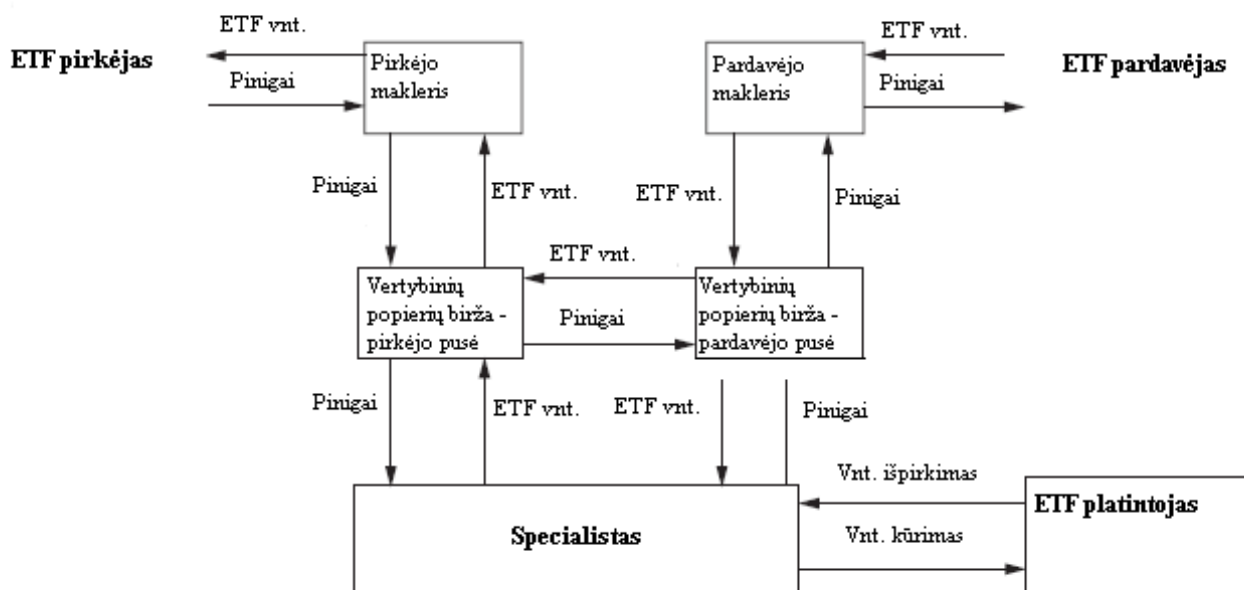 ETF vnt.
ETF vnt.
ETF pirkėjas
Pirkėjo
makleris
Pardavėjo
makleris
ETF pardavėjas
Pinigai
Pinigai
Pinigai
ETF vnt.
ETF vnt.
Pinigai
ETF vnt.
Vertybinių
popierių birža -
pirkėjo pusė
Pinigai
Vertybinių
popierių birža -
pardavėjo pusė
Pinigai
ETF vnt.
ETF vnt.
Pinigai
Vnt. išpirkimas
ETF platintojas
Specialistas
Vnt. kūrimas